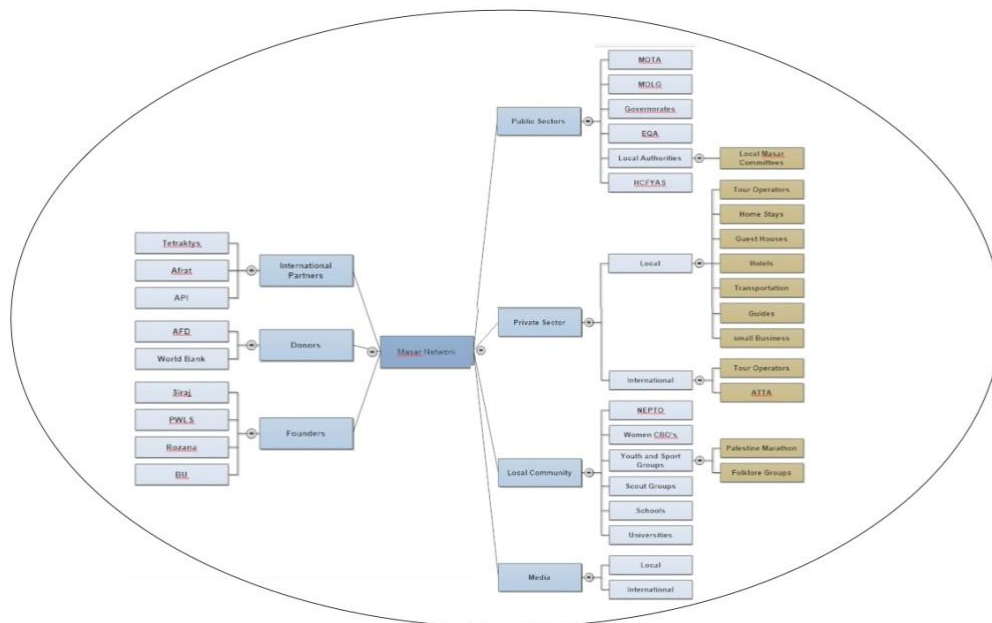 Tetraktys
Afrat
API
International
Partners
AFD
World Bank
Donors
Siraj
PWLS
Rozana
BU
Founders
Masar Network
Public Sectors
MOTA
MOLG
Governorates
EQA
Local Authorities
Local Masar
Committees
HCFYAS
Private Sector
Local
Tour Operators
Home Stays
Guest Houses
Hotels
Transportation
Guides
small Business
International
Tour Operators
ATTA
Local Community
NEPTO
Women CBO's
Youth and Sport
Groups
Palestine Marathon
Folklore Groups
Scout Groups
Schools
Universities
Media
Local
International